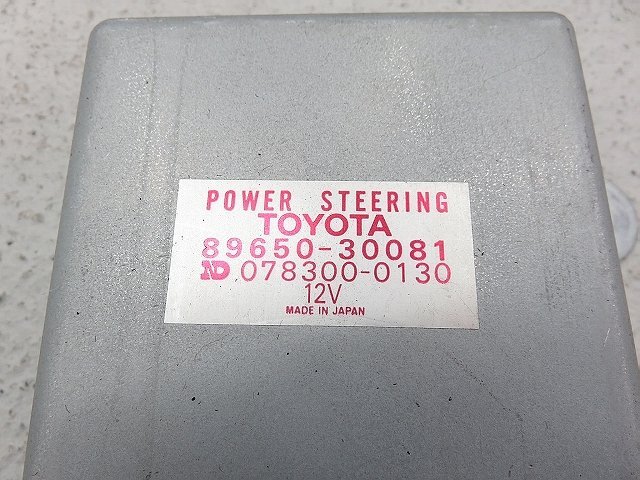 POWER STEERING
TOYOTA
89650-30081
ND 078300-0130
12V
MADE IN JAPAN